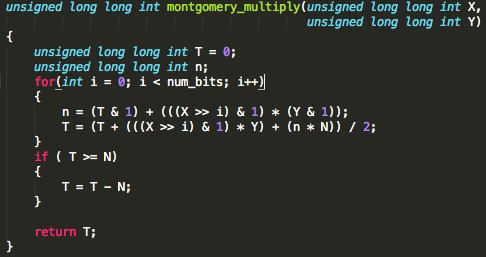 unsigned long long int montgomery_multiply(unsigned long long int X,
                                           unsigned long long int Y)
{
    unsigned long long int T = 0;
    unsigned long long int n;
    for(int i = 0; i < num_bits; i++)
    {
        n = (T & 1) + (((X >> i) & 1) * (Y & 1));
        T = (T + (((X >> i) & 1) * Y) + (n * N)) / 2;
    }
    if ( T >= N)
    {
        T = T - N;
    }

    return T;
}